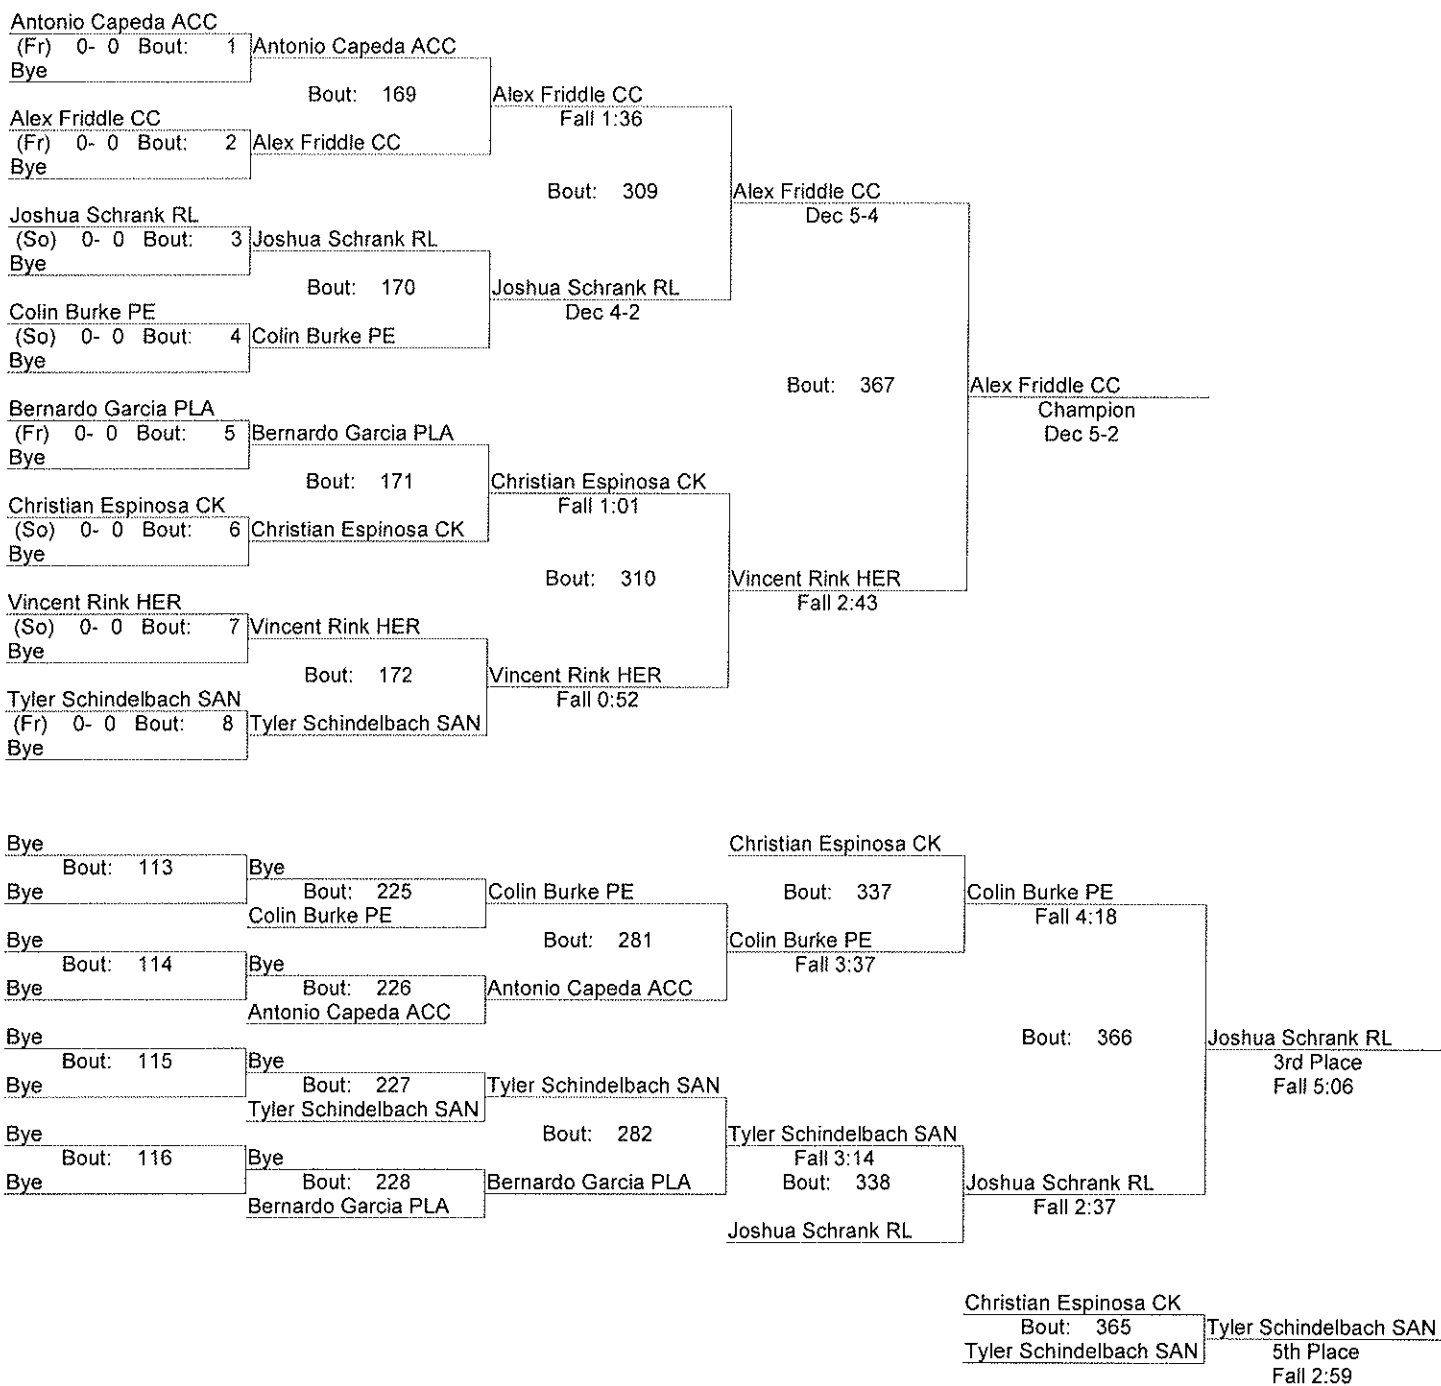 Antonio Capeda ACC
(Fr) 0- 0 Bout: 1 Antonio Capeda ACC
Bye
Bout: 169 Alex Friddle CC
Alex Friddle CC Fall 1:36
(Fr) 0- 0 Bout: 2 Alex Friddle CC
Bye
Bout: 309 Alex Friddle CC
Joshua Schrank RL Dec 5-4
(So) 0- 0 Bout: 3 Joshua Schrank RL
Bye
Bout: 170 Joshua Schrank RL
Colin Burke PE Dec 4-2
(So) 0- 0 Bout: 4 Colin Burke PE
Bye
Bout: 367 Alex Friddle CC
Bernardo Garcia PLA Champion
(Fr) 0- 0 Bout: 5 Bernardo Garcia PLA Dec 5-2
Bye
Bout: 171 Christian Espinosa CK
Christian Espinosa CK Fall 1:01
(So) 0- 0 Bout: 6 Christian Espinosa CK
Bye
Bout: 310 Vincent Rink HER
Vincent Rink HER Fall 2:43
(So) 0- 0 Bout: 7 Vincent Rink HER
Bye
Bout: 172 Vincent Rink HER
Tyler Schindelbach SAN Fall 0:52
(Fr) 0- 0 Bout: 8 Tyler Schindelbach SAN
Bye
Bye Christian Espinosa CK
Bout: 113 Bye
Bye Bout: 225 Colin Burke PE Bout: 337 Colin Burke PE
Colin Burke PE Fall 4:18
Bye Bout: 281 Colin Burke PE
Bout: 114 Bye Fall 3:37
Bye Bout: 226 Antonio Capeda ACC
Antonio Capeda ACC
Bye Bout: 366 Joshua Schrank RL
Bout: 115 Bye 3rd Place
Bye Bout: 227 Tyler Schindelbach SAN Fall 5:06
Tyler Schindelbach SAN
Bye Bout: 282 Tyler Schindelbach SAN
Bout: 116 Bye Fall 3:14
Bye Bout: 228 Bernardo Garcia PLA Bout: 338 Joshua Schrank RL
Bernardo Garcia PLA Fall 2:37
Joshua Schrank RL
Christian Espinosa CK
Bout: 365 Tyler Schindelbach SAN
Tyler Schindelbach SAN 5th Place
Fall 2:59